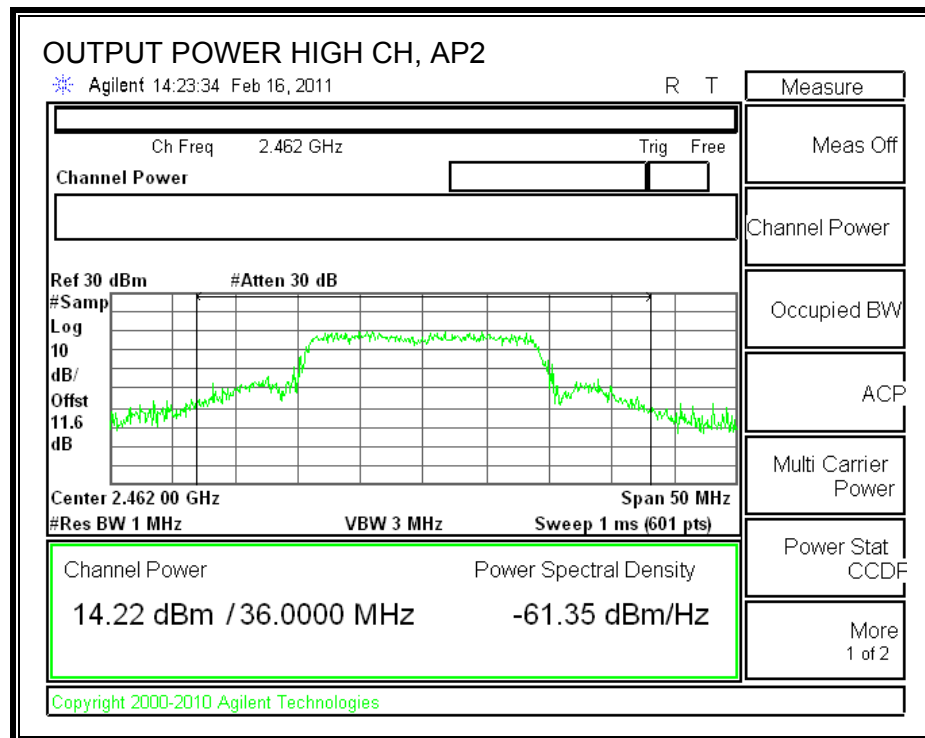 OUTPUT POWER HIGH CH, AP2
Agilent 14:23:34 Feb 16, 2011 R T
Measure
Ch Freq 2.462 GHz Trig Free
Channel Power
Meas Off
Channel Power
Ref 30 dBm #Atten 30 dB
#Samp
Log
10
dB/
Offst
11.6
dB
Occupied BW
ACP
Multi Carrier
Power
Center 2.462 00 GHz Span 50 MHz
#Res BW 1 MHz VBW 3 MHz Sweep 1 ms (601 pts)
Power Stat
CCDF
Channel Power Power Spectral Density
14.22 dBm / 36.0000 MHz -61.35 dBm/Hz
More
1 of 2
Copyright 2000-2010 Agilent Technologies